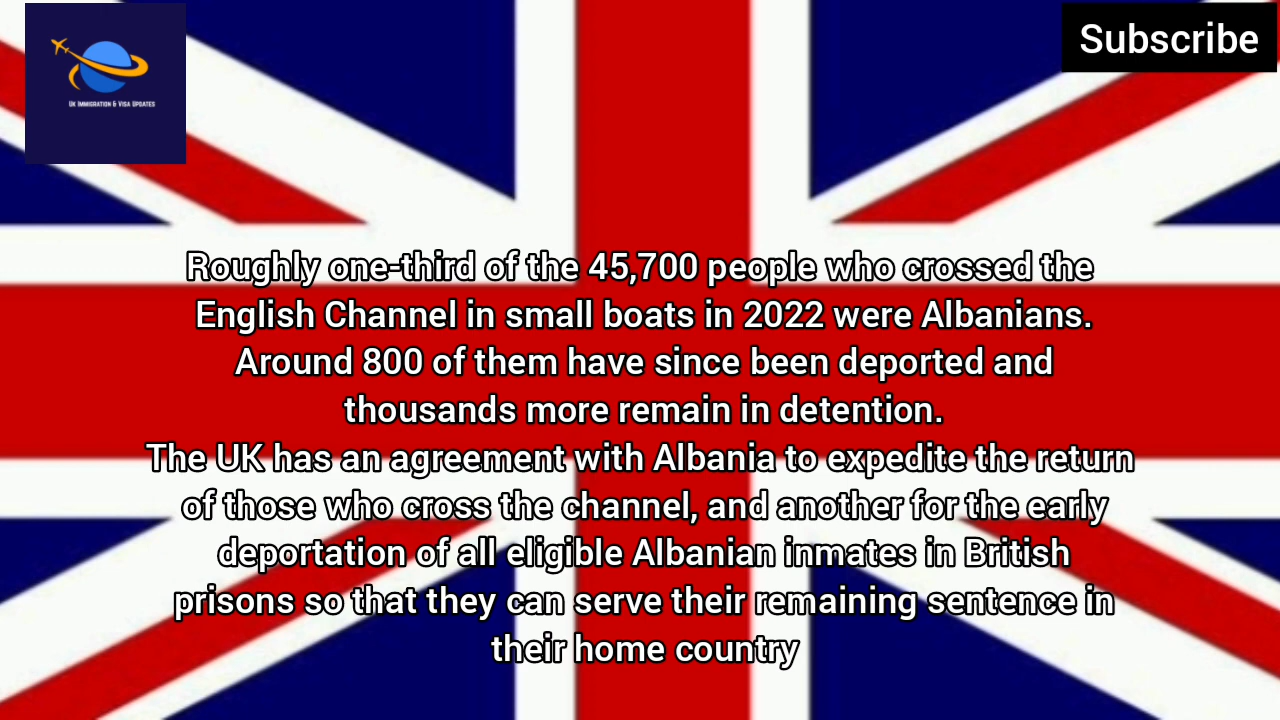 UK Immigration & Visa Updates
Subscribe
Roughly one-third of the 45,700 people who crossed the
English Channel in small boats in 2022 were Albanians.
Around 800 of them have since been deported and
thousands more remain in detention.
The UK has an agreement with Albania to expedite the return
of those who cross the channel, and another for the early
deportation of all eligible Albanian inmates in British
prisons so that they can serve their remaining sentence in
their home country